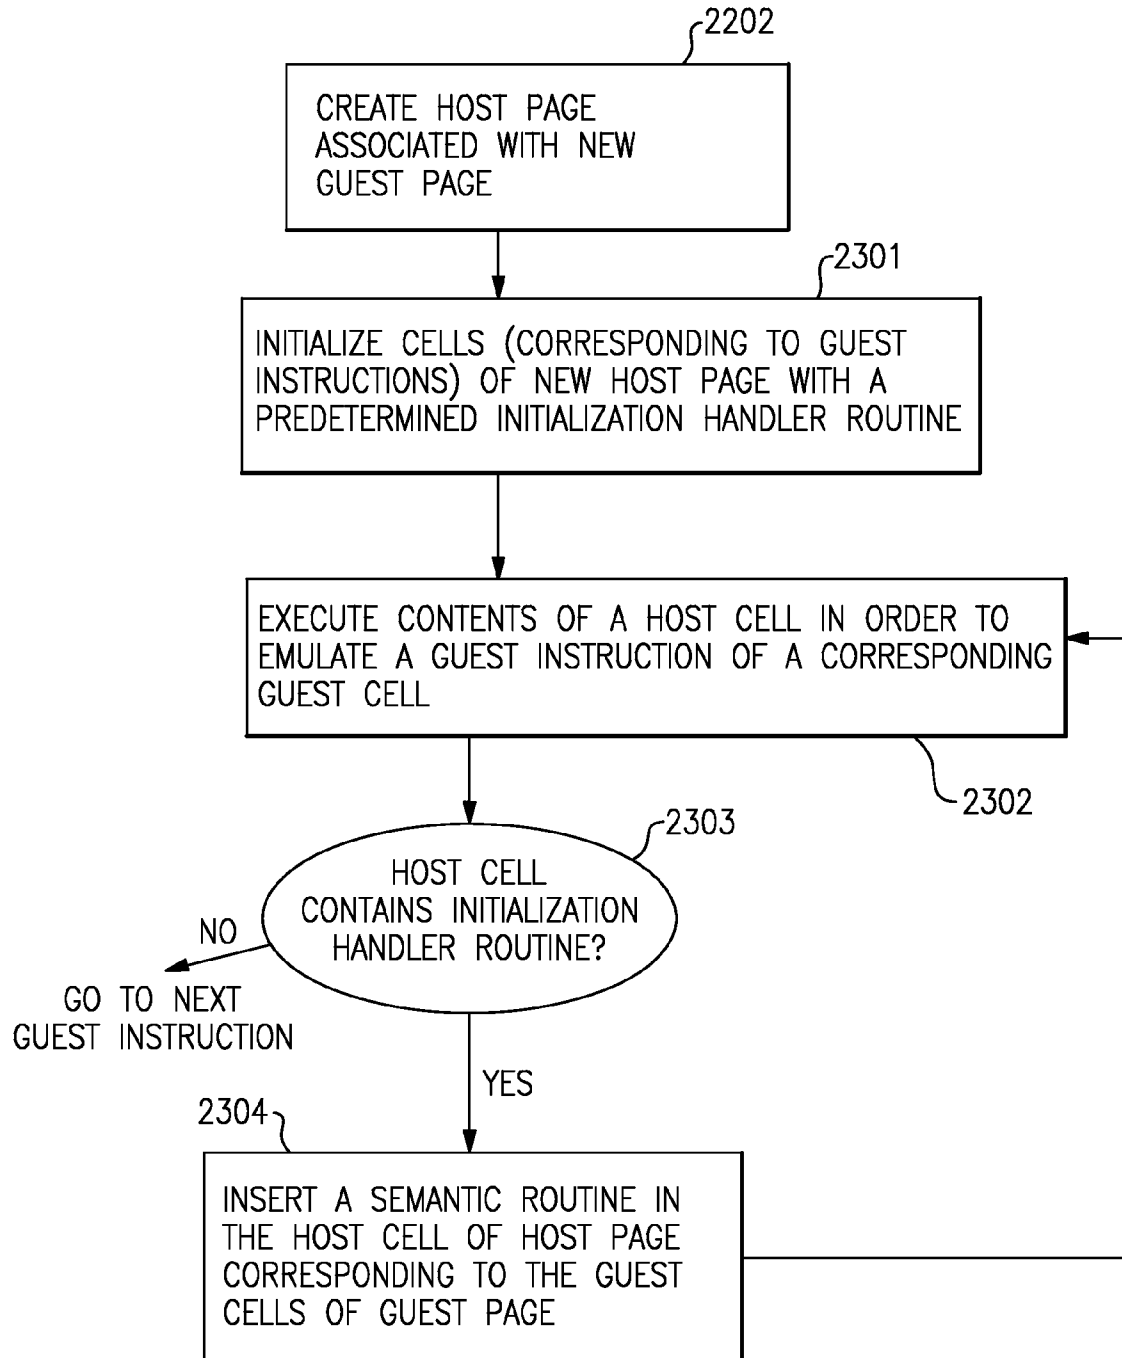 2202
CREATE HOST PAGE
ASSOCIATED WITH NEW
GUEST PAGE
2301
INITIALIZE CELLS (CORRESPONDING TO GUEST
INSTRUCTIONS) OF NEW HOST PAGE WITH A
PREDETERMINED INITIALIZATION HANDLER ROUTINE
EXECUTE CONTENTS OF A HOST CELL IN ORDER TO
EMULATE A GUEST INSTRUCTION OF A CORRESPONDING
GUEST CELL
2302
2303
HOST CELL
CONTAINS INITIALIZATION
HANDLER ROUTINE?
NO
GO TO NEXT
GUEST INSTRUCTION
YES
2304
INSERT A SEMANTIC ROUTINE IN
THE HOST CELL OF HOST PAGE
CORRESPONDING TO THE GUEST
CELLS OF GUEST PAGE